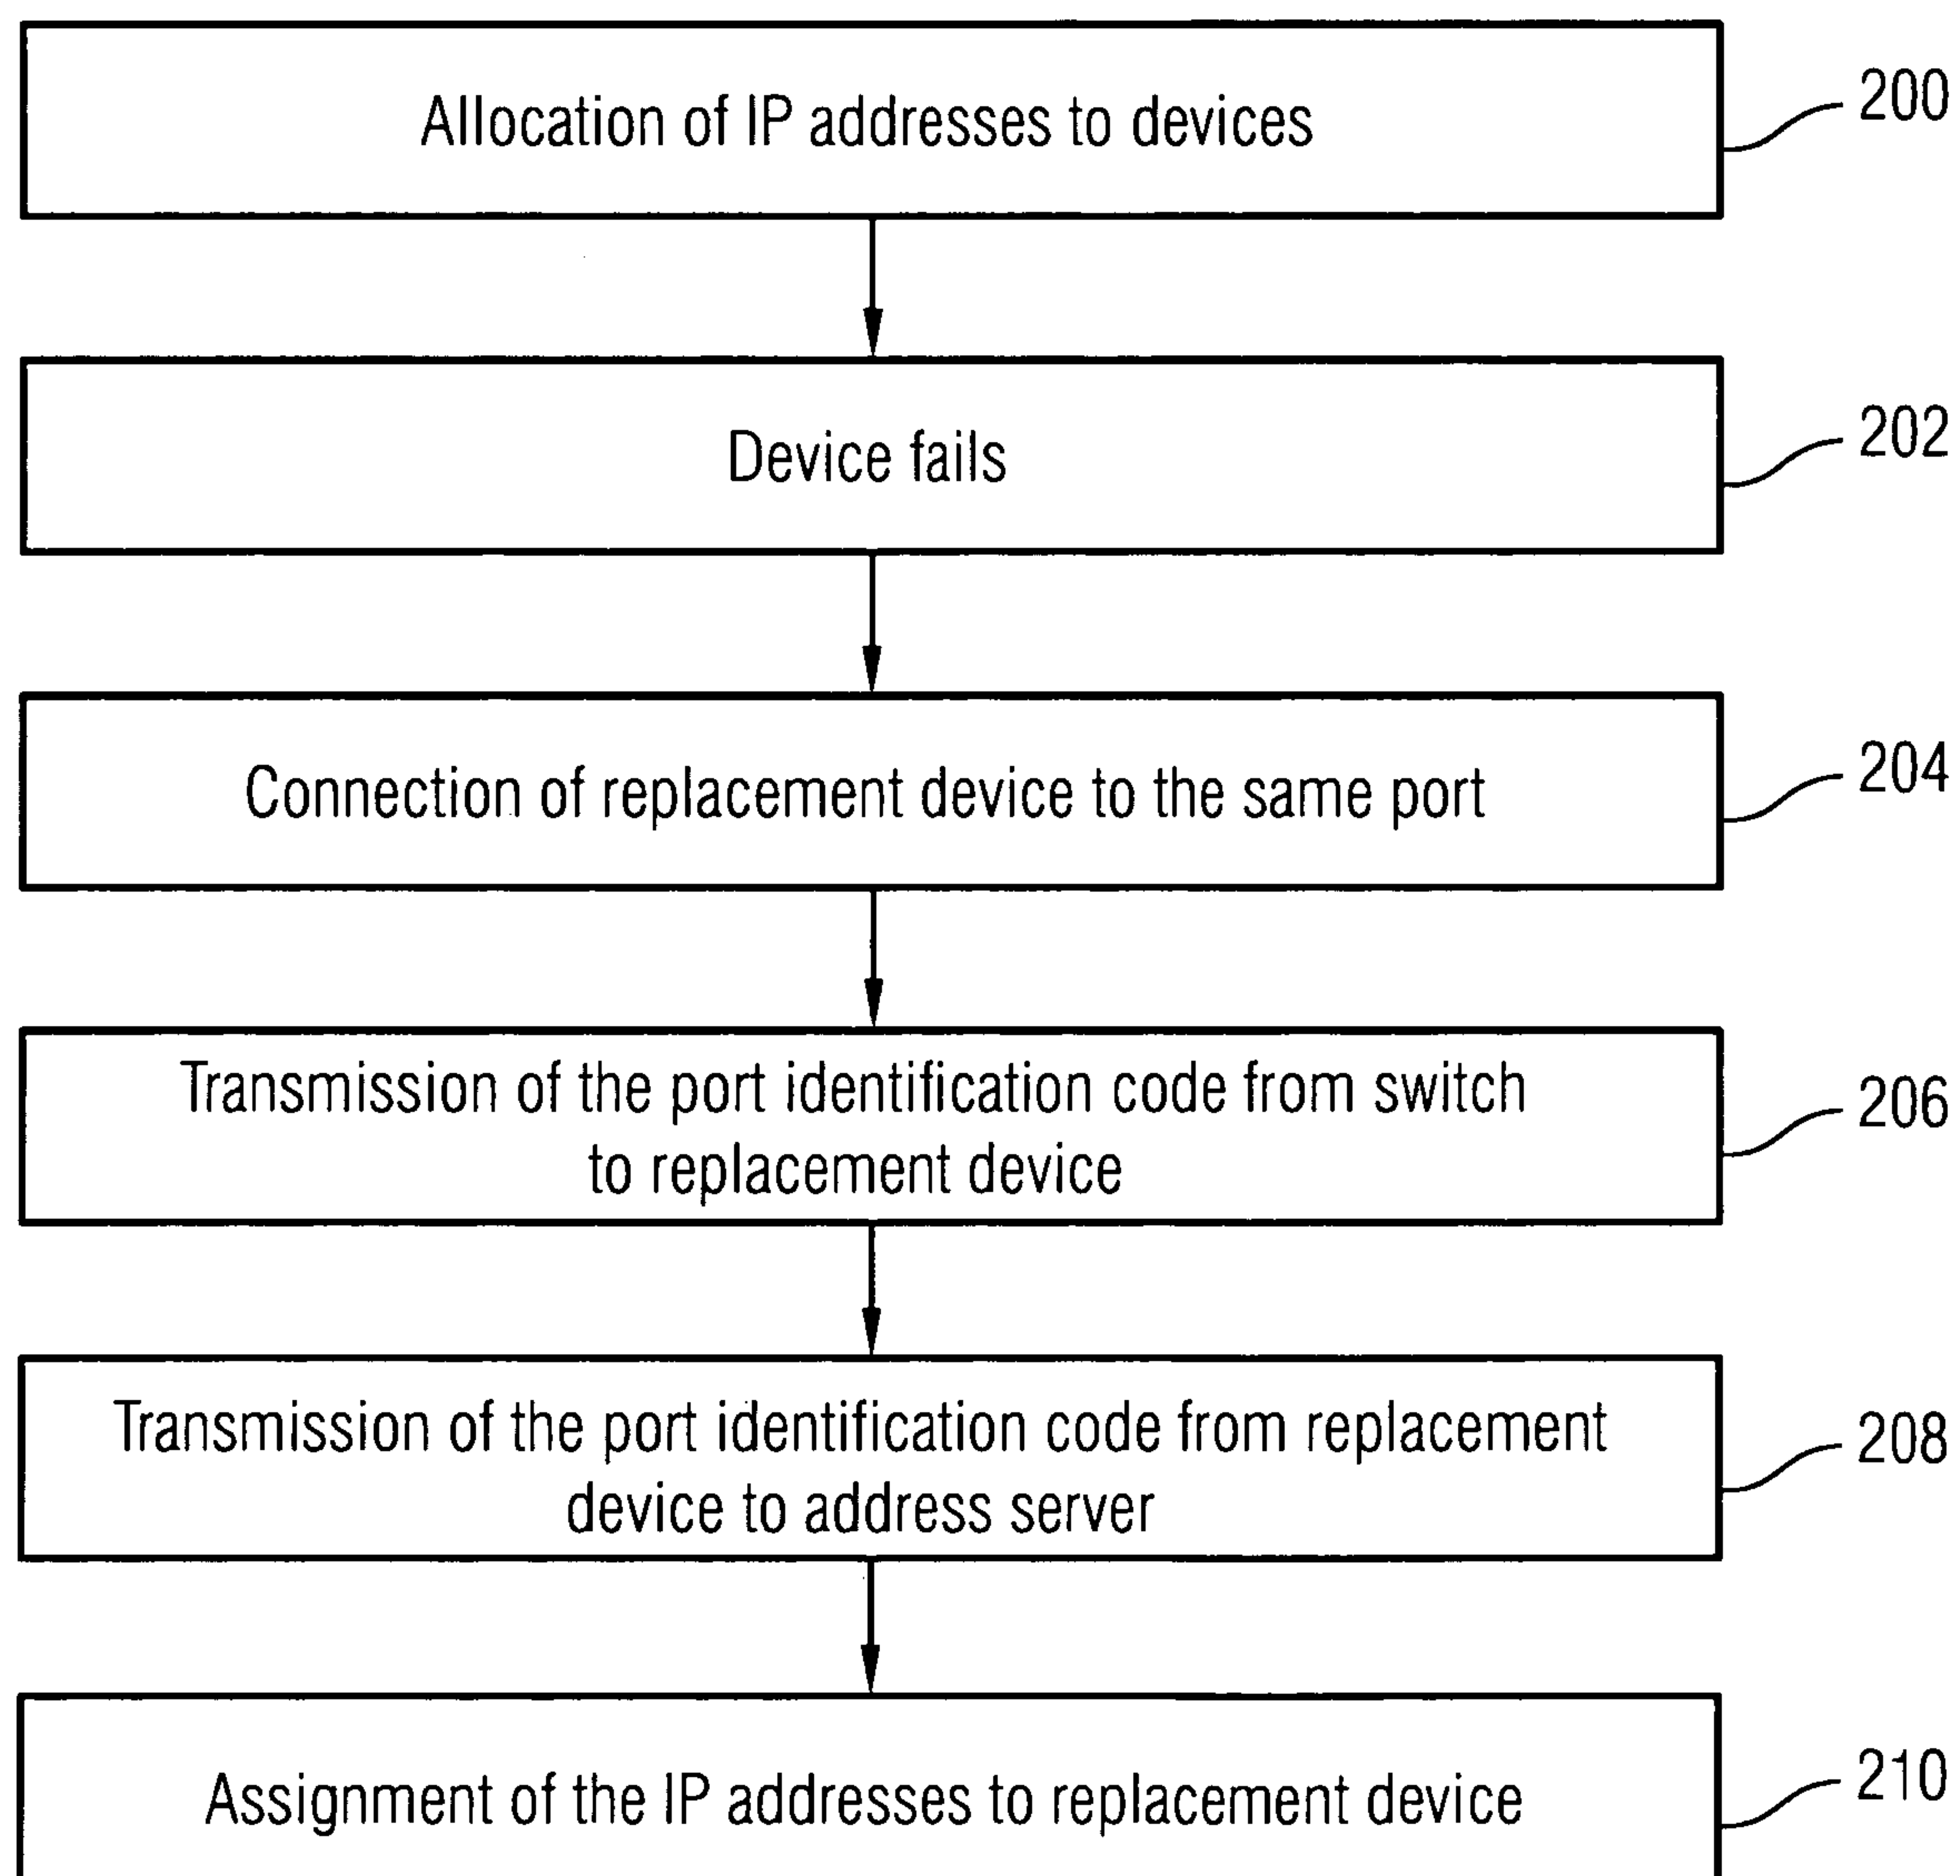 Allocation of IP addresses to devices
200
Device fails
202
Connection of replacement device to the same port
204
Transmission of the port identification code from switch
to replacement device
206
Transmission of the port identification code from replacement
device to address server
208
Assignment of the IP addresses to replacement device
210